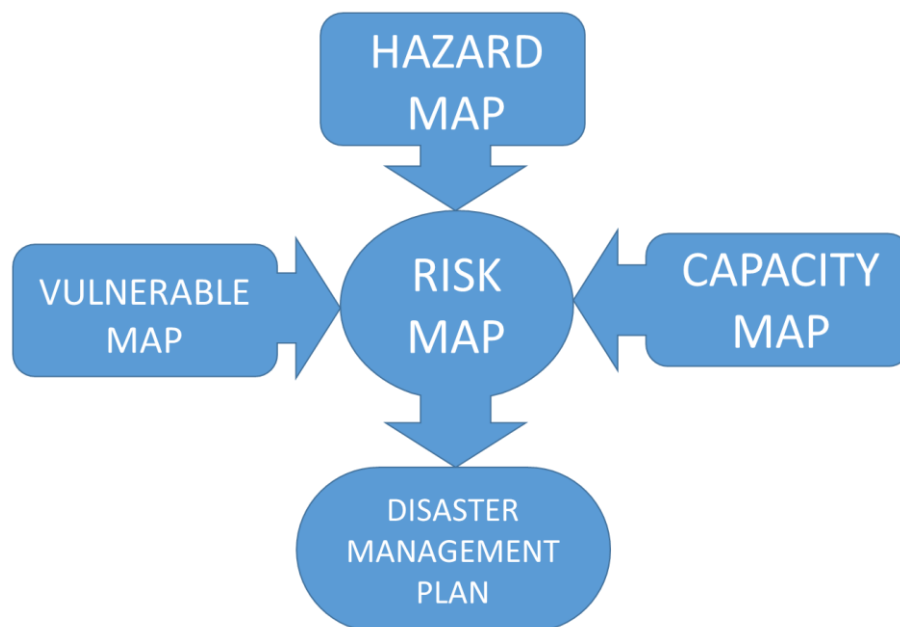 HAZARD
MAP
VULNERABLE
MAP
RISK
MAP
CAPACITY
MAP
DISASTER
MANAGEMENT
PLAN